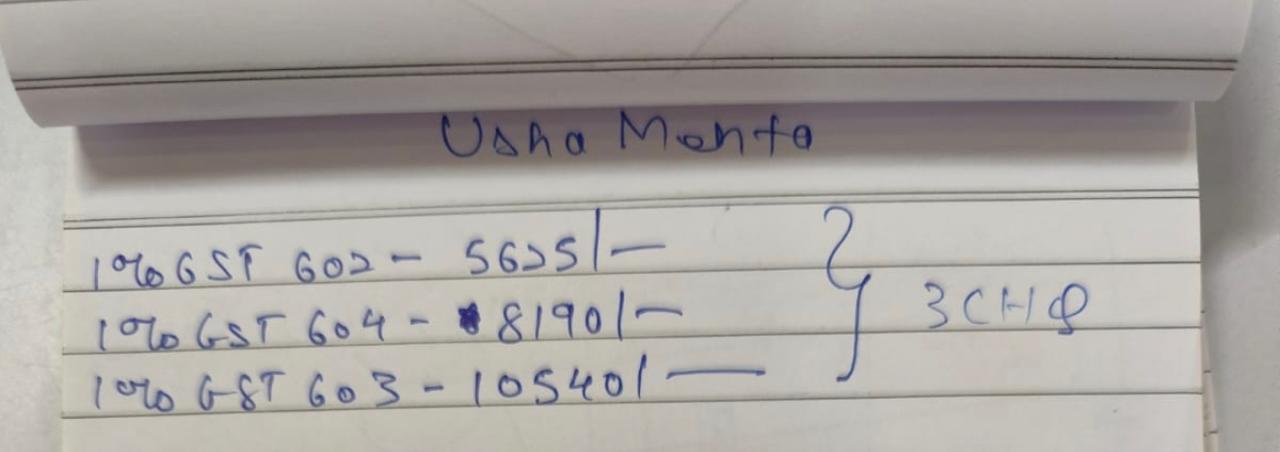 Usha Mehta
1% GST 602 - 5625/-
1% GST 604 - 8190/-
1% GST 603 - 10540/-
3 CHQ